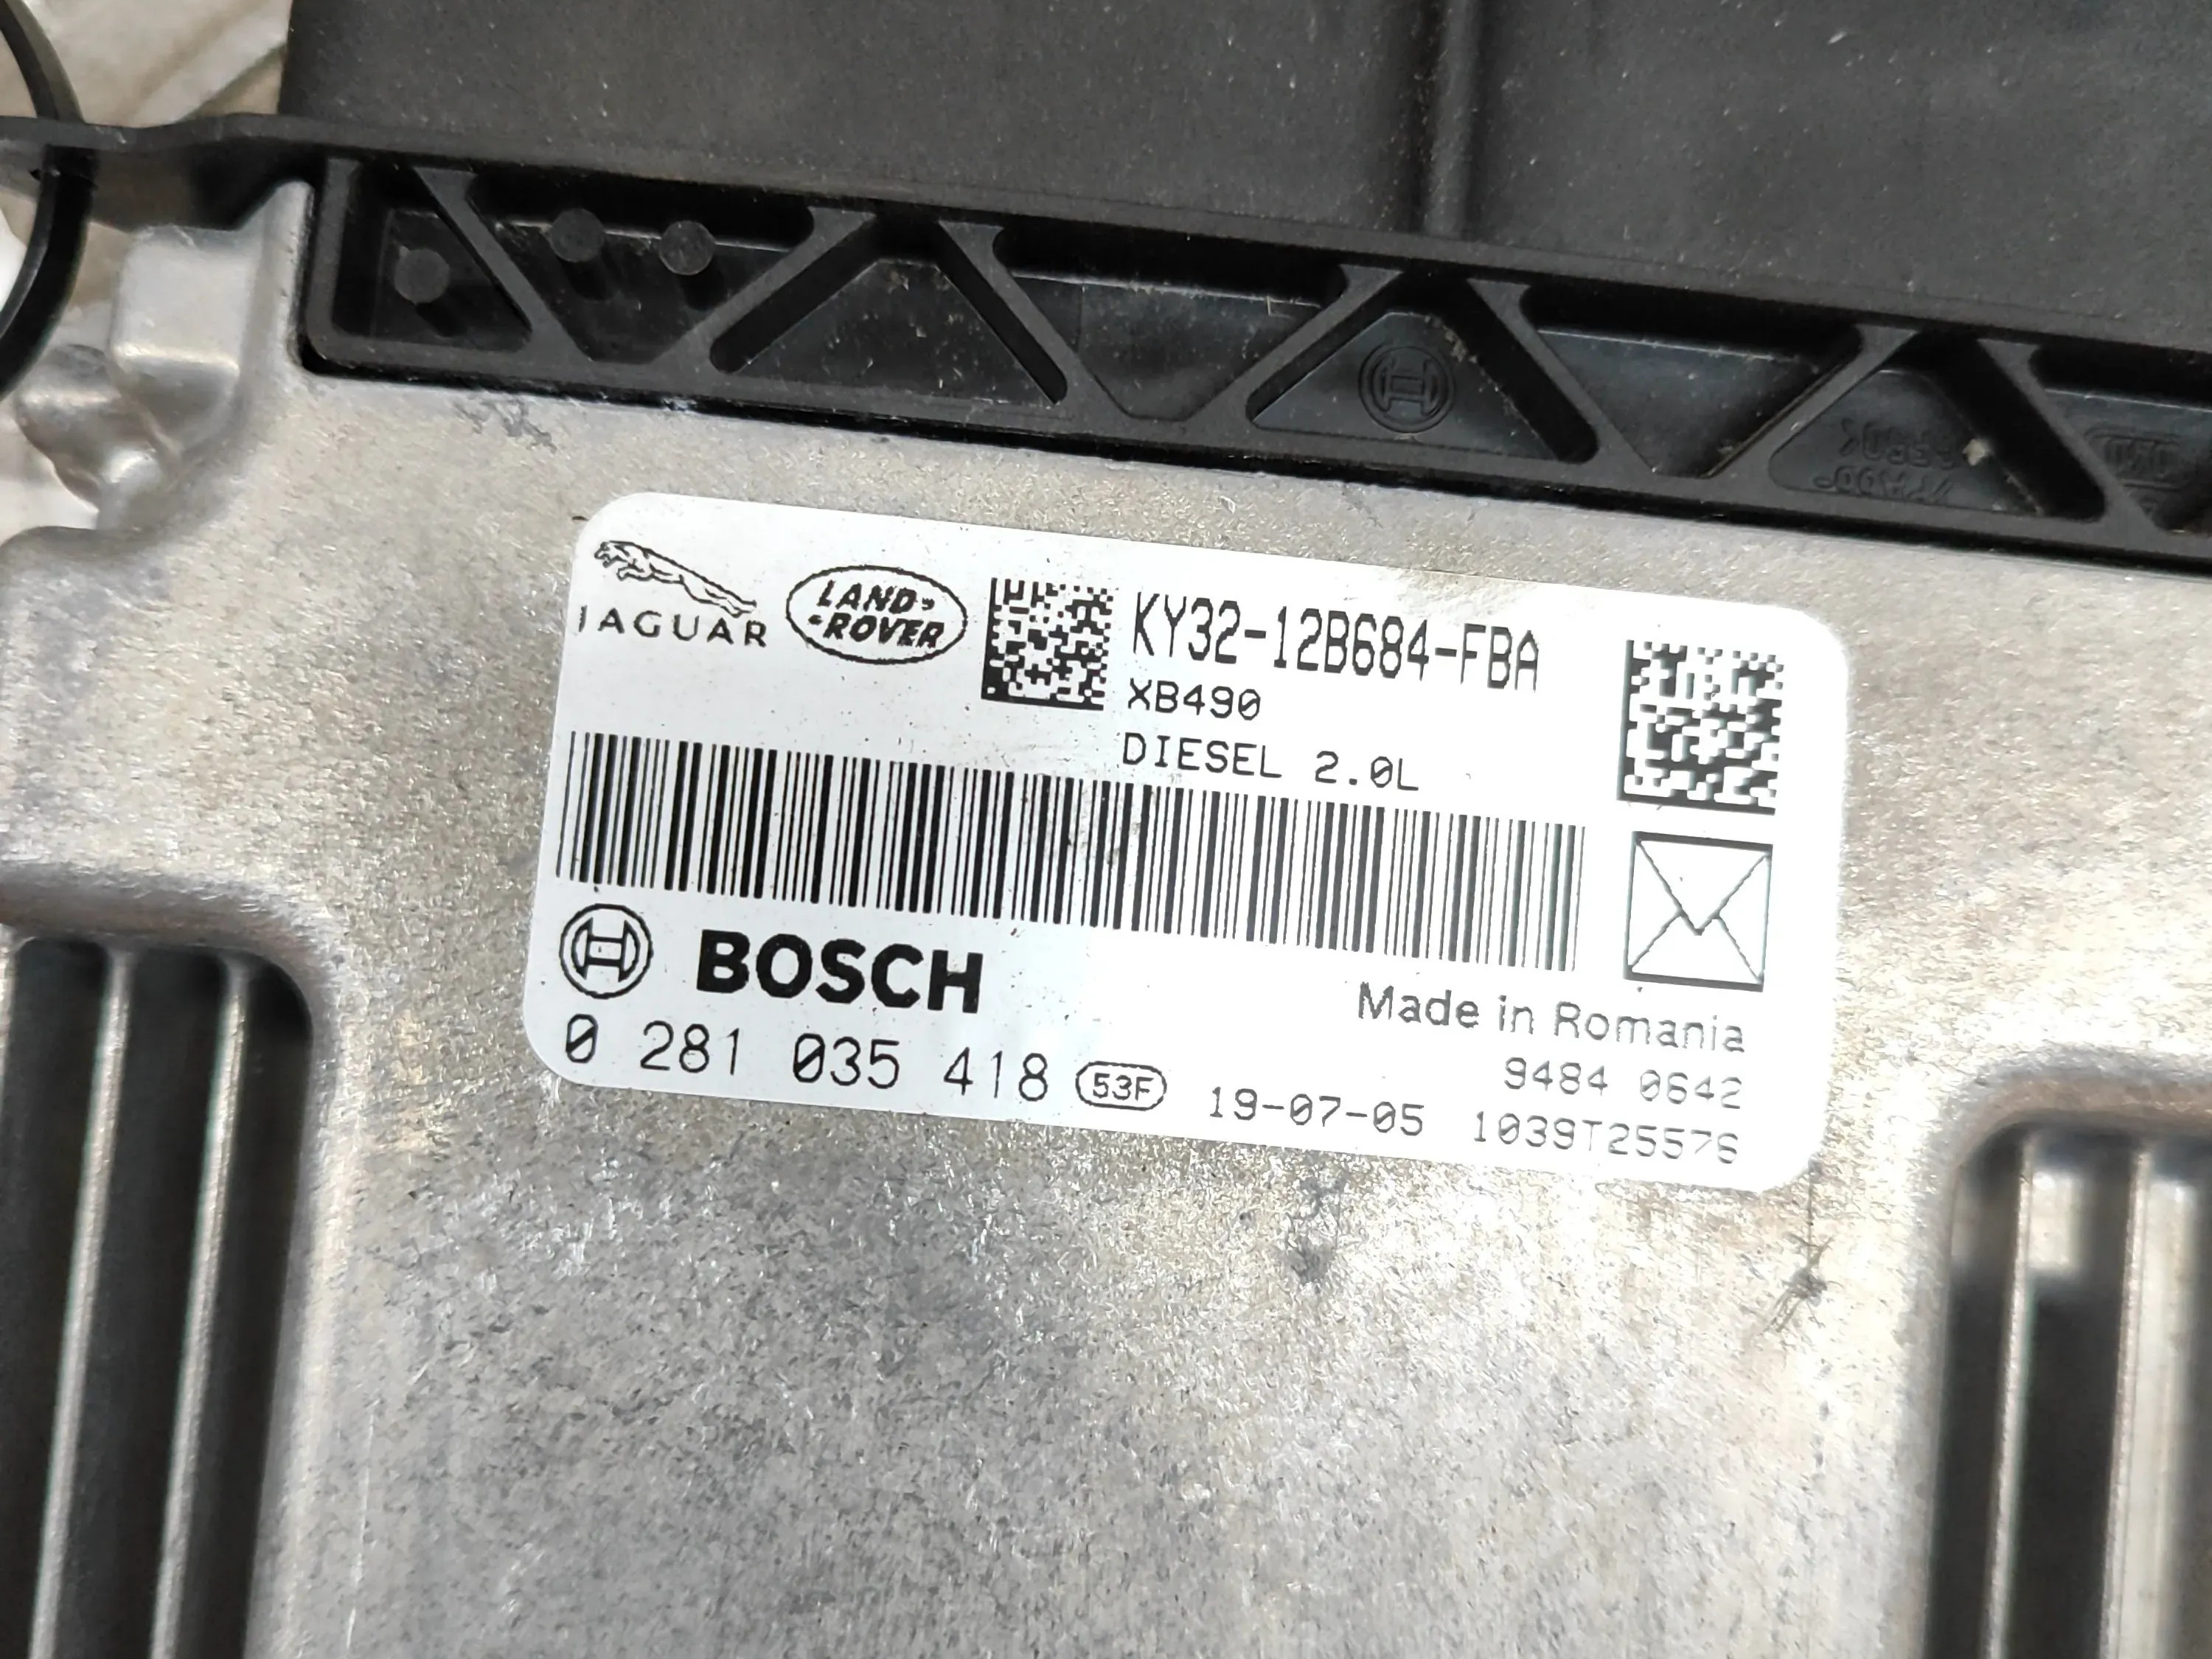 JAGUAR
LAND-
-ROVER
KY32-12B684-FBA
XB490
DIESEL 2.0L
BOSCH
Made in Romania
9484 0642
0 281 035 418 53F 19-07-05 1039T25576